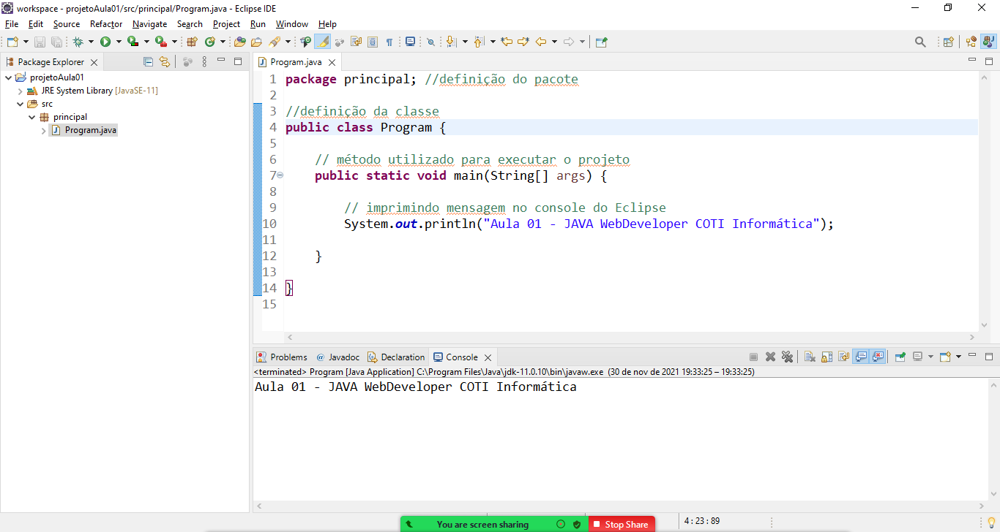 workspace - projetoAula01/src/principal/Program.java - Eclipse IDE
File Edit Source Refactor Navigate Search Project Run Window Help
Package Explorer
projetoAula01
JRE System Library [JavaSE-11]
src
principal
Program.java
Program.java
1 package principal; //definição do pacote
2
3 //definição da classe
4 public class Program {
5
6 // método utilizado para executar o projeto
7 public static void main(String[] args) {
8
9 // imprimindo mensagem no console do Eclipse
10 System.out.println("Aula 01 - JAVA WebDeveloper COTI Informática");
11
12 }
13
14 }
15
Problems @ Javadoc Declaration Console
<terminated> Program [Java Application] C:\Program Files\Java\jdk-11.0.10\bin\javaw.exe (30 de nov de 2021 19:33:25 – 19:33:25)
Aula 01 - JAVA WebDeveloper COTI Informática
You are screen sharing Stop Share
4 : 23 : 89